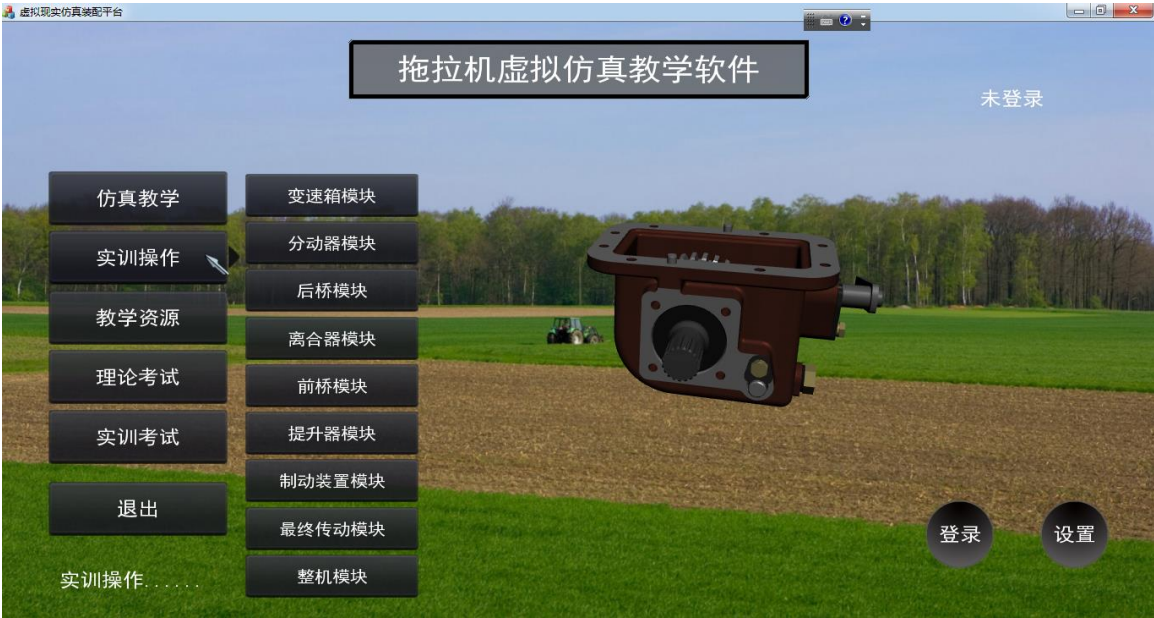 虚拟现实仿真装配平台
拖拉机虚拟仿真教学软件
未登录
仿真教学
实训操作
教学资源
理论考试
实训考试
退出
实训操作......
变速箱模块
分动器模块
后桥模块
离合器模块
前桥模块
提升器模块
制动装置模块
最终传动模块
整机模块
登录
设置